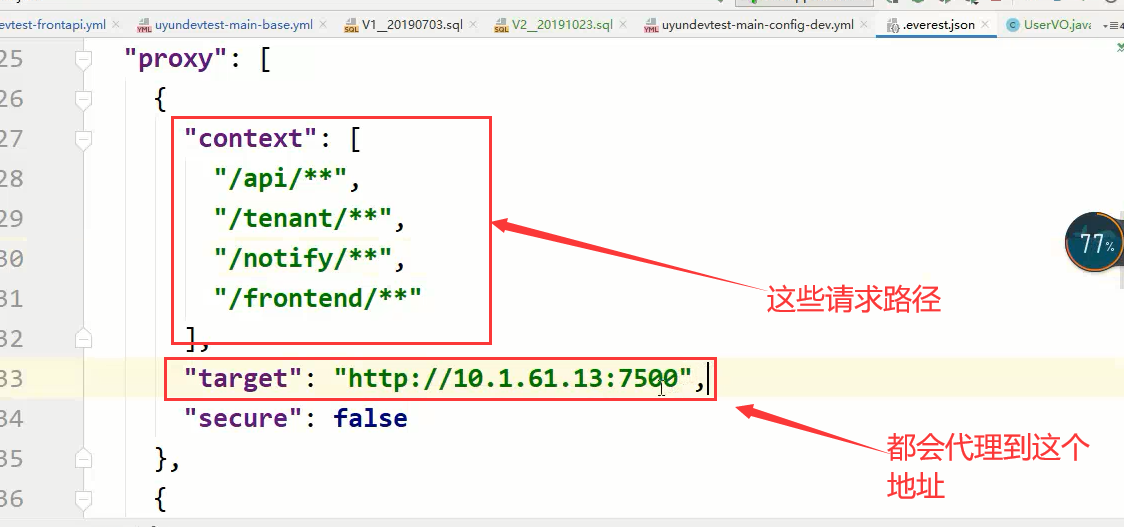 evtest-frontapi.yml
uyundevtest-main-base.yml
V1__20190703.sql
V2__20191023.sql
uyundevtest-main-config-dev.yml
.everest.json
UserVO.java
25 "proxy": [
26 {
27 "context": [
28 "/api/**",
29 "/tenant/**",
30 "/notify/**",
31 "/frontend/**"
32 ],
33 "target": "http://10.1.61.13:7500",
34 "secure": false
35 },
36 {
77%
这些请求路径
都会代理到这个
地址